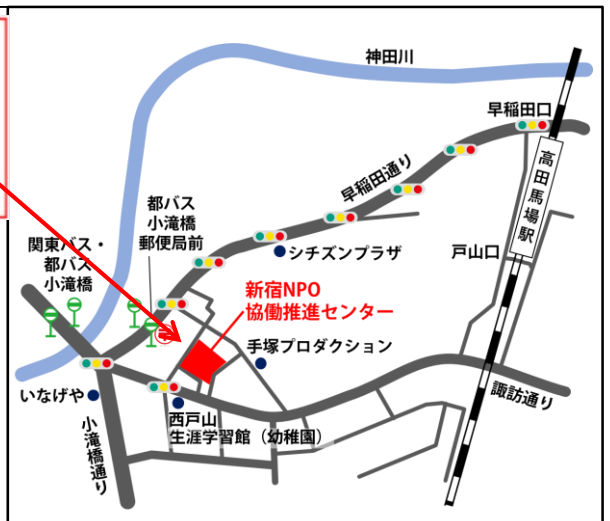 神田川
早稲田口
早稲田通り
高田馬場駅
都バス
小滝橋
郵便局前
関東バス・
都バス
小滝橋
シチズンプラザ
戸山口
新宿NPO
協働推進センター
手塚プロダクション
いなげや
西戸山
生涯学習館（幼稚園）
諏訪通り
小滝橋通り
〒